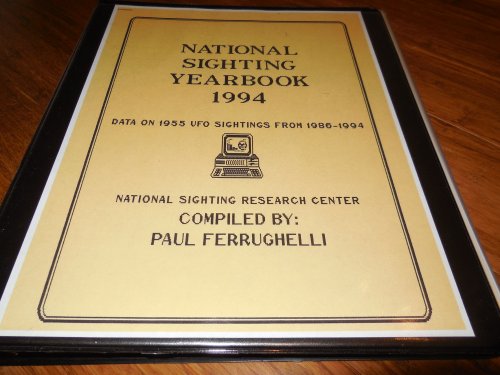 NATIONAL
SIGHTING
YEARBOOK
1994
DATA ON 1955 UFO SIGHTINGS FROM 1986-1994
NATIONAL SIGHTING RESEARCH CENTER
COMPILED BY:
PAUL FERRUGHELLI